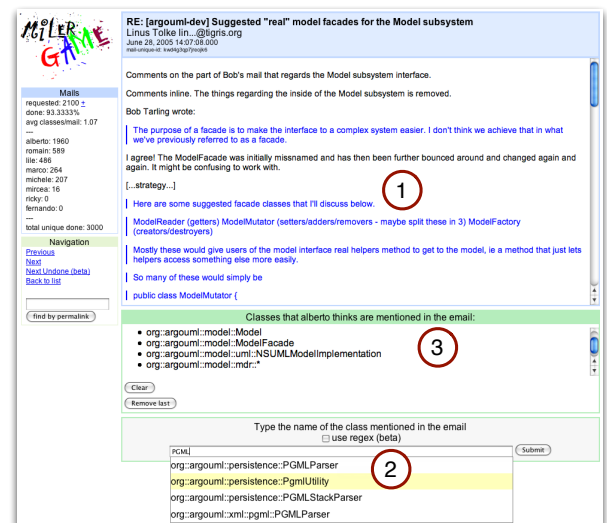 MiLER GAME
RE: [argouml-dev] Suggested "real" model facades for the Model subsystem
Linus Tolke lin...@tigris.org
June 28, 2005 14:07:08.000
mail-unique-id: kwd4g3qp7jreojk6
Comments on the part of Bob's mail that regards the Model subsystem interface.
Comments inline. The things regarding the inside of the Model subsystem is removed.
Bob Tarling wrote:
The purpose of a facade is to make the interface to a complex system easier. I don't think we achieve that in what
we've previously referred to as a facade.
I agree! The ModelFacade was initially missnamed and has then been further bounced around and changed again and
again. It might be confusing to work with.
[...strategy...]
1
Here are some suggested facade classes that I'll discuss below.
ModelReader (getters) ModelMutator (setters/adders/removers - maybe split these in 3) ModelFactory
(creators/destroyers)
Mostly these would give users of the model interface real helpers method to get to the model, ie a method that just lets
helpers access something else more easily.
So many of these would simply be
public class ModelMutator {
Mails
requested: 2100 +
done: 93.3333%
avg classes/mail: 1.07
---
alberto: 1960
romain: 589
lile: 486
marco: 264
michele: 207
mircea: 16
ricky: 0
fernando: 0
---
total unique done: 3000
Navigation
Previous
Next
Next Undone (beta)
Back to list
find by permalink
Classes that alberto thinks are mentioned in the email:
org::argouml::model::Model
org::argouml::model::ModelFacade
org::argouml::model::uml::NSUMLModelImplementation
org::argouml::model::mdr::*
3
Clear
Remove last
Type the name of the class mentioned in the email
use regex (beta)
PGML
Submit
org::argouml::persistence::PGMLParser
org::argouml::persistence::PgmlUtility
org::argouml::persistence::PGMLStackParser
org::argouml::xml::pgml::PGMLParser
2